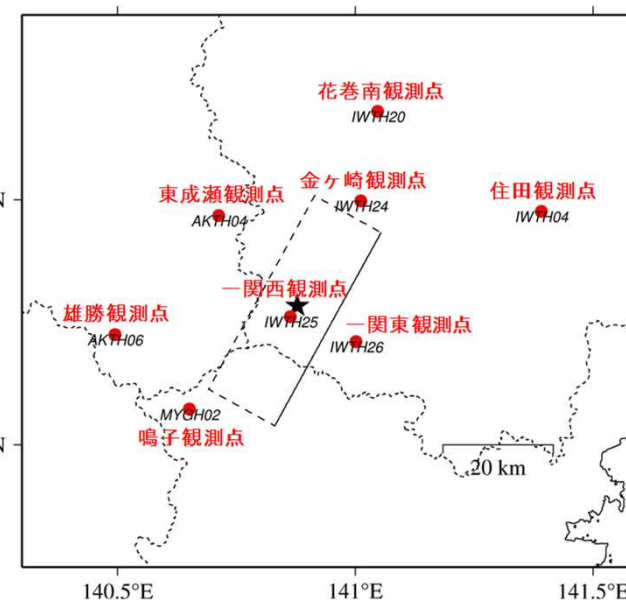 花巻南観測点
IWTH20
金ヶ崎観測点
IWTH24
東成瀬観測点
AKTH04
住田観測点
IWTH04
N
一関西観測点
IWTH25
雄勝観測点
AKTH06
一関東観測点
IWTH26
MYGH02
鳴子観測点
N
20 km
140.5°E
141°E
141.5°E